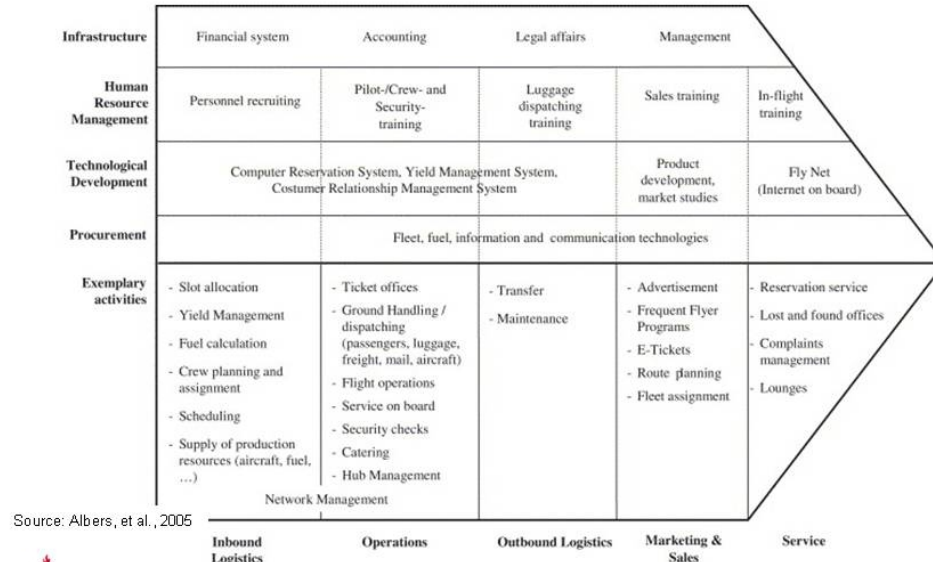 Infrastructure
Financial system
Accounting
Legal affairs
Management
Human
Resource
Management
Personnel recruiting
Pilot-/Crew- and
Security-
training
Luggage
dispatching
training
Sales training
In-flight
training
Technological
Development
Computer Reservation System, Yield Management System,
Costumer Relationship Management System
Product
development,
market studies
Fly Net
(Internet on board)
Procurement
Fleet, fuel, information and communication technologies
Exemplary
activities
- Slot allocation
- Yield Management
- Fuel calculation
- Crew planning and
assignment
- Scheduling
- Supply of production
resources (aircraft, fuel,
...)
- Ticket offices
- Ground Handling /
dispatching
(passengers, luggage,
freight, mail, aircraft)
- Flight operations
- Service on board
- Security checks
- Catering
- Hub Management
Network Management
- Transfer
- Maintenance
- Advertisement
- Frequent Flyer
Programs
- E-Tickets
- Route planning
- Fleet assignment
- Reservation service
- Lost and found offices
- Complaints
management
- Lounges
Source: Albers, et al., 2005
Inbound
Logistics
Operations
Outbound Logistics
Marketing &
Sales
Service